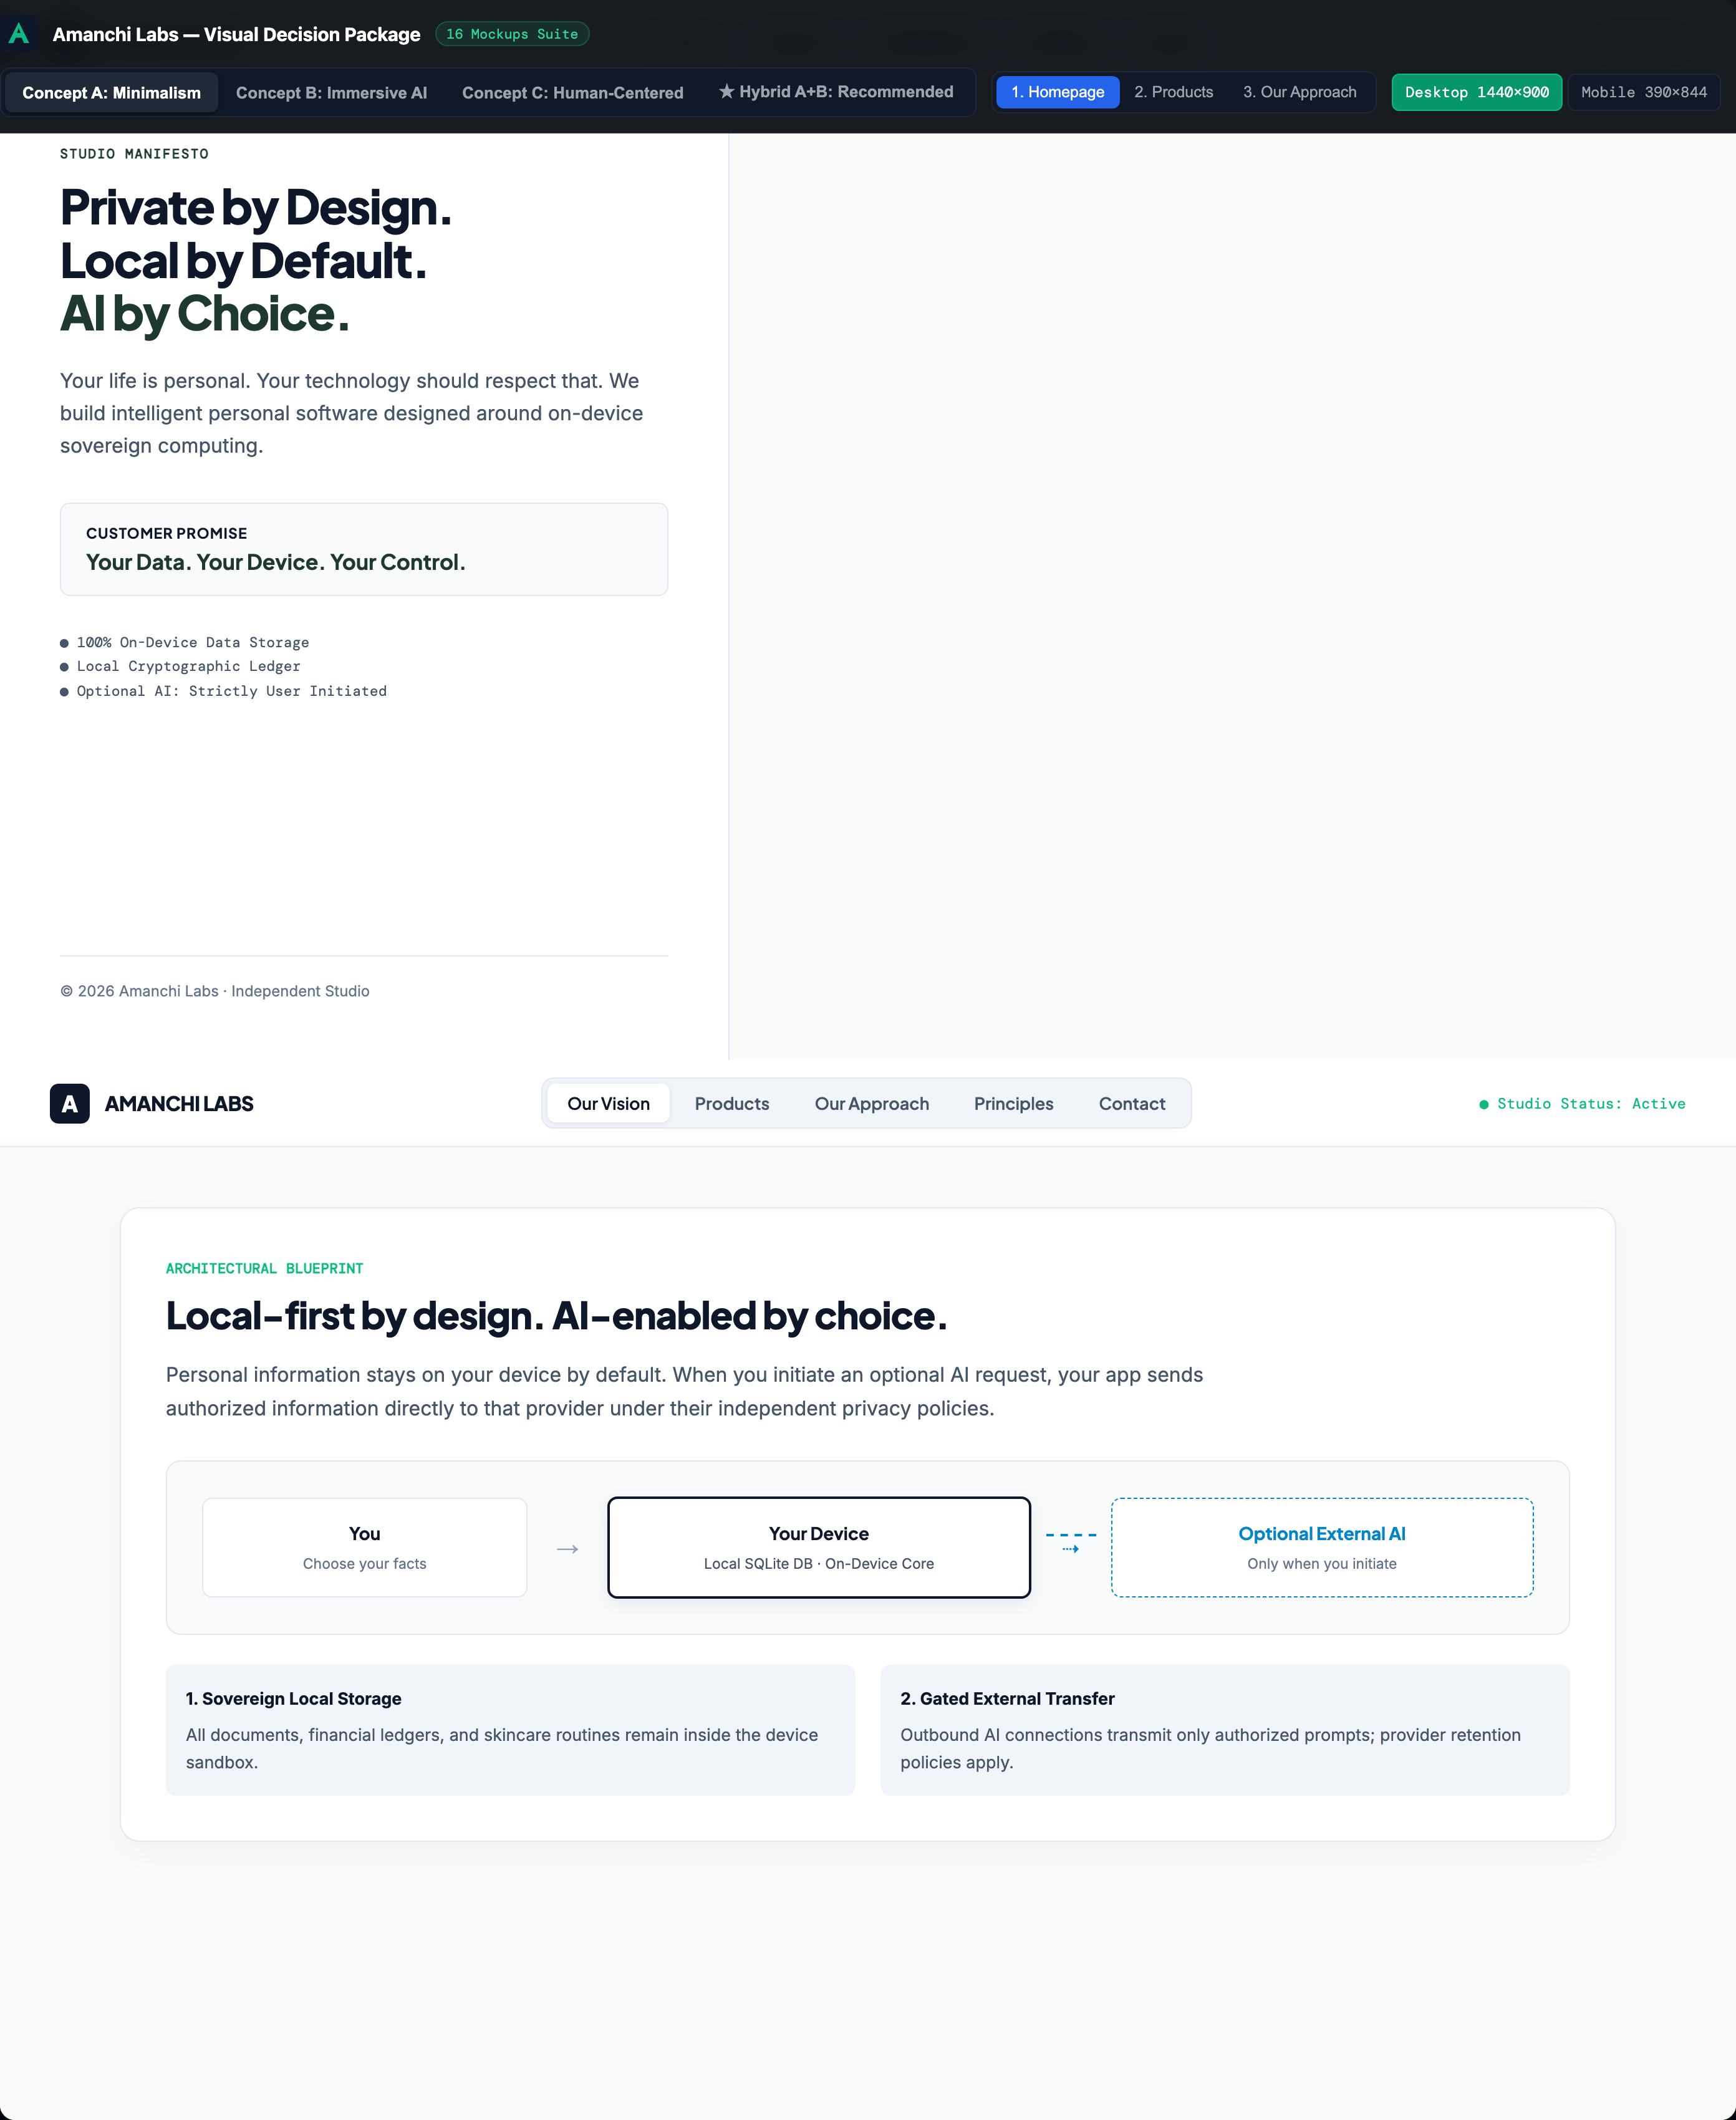 A
Amanchi Labs — Visual Decision Package
16 Mockups Suite
Concept A: Minimalism
Concept B: Immersive AI
Concept C: Human-Centered
★ Hybrid A+B: Recommended
1. Homepage
2. Products
3. Our Approach
Desktop 1440×900
Mobile 390×844
STUDIO MANIFESTO
Private by Design.
Local by Default.
AI by Choice.
Your life is personal. Your technology should respect that. We
build intelligent personal software designed around on-device
sovereign computing.
CUSTOMER PROMISE
Your Data. Your Device. Your Control.
● 100% On-Device Data Storage
● Local Cryptographic Ledger
● Optional AI: Strictly User Initiated
© 2026 Amanchi Labs · Independent Studio
A
AMANCHI LABS
Our Vision
Products
Our Approach
Principles
Contact
● Studio Status: Active
ARCHITECTURAL BLUEPRINT
Local-first by design. AI-enabled by choice.
Personal information stays on your device by default. When you initiate an optional AI request, your app sends
authorized information directly to that provider under their independent privacy policies.
You
Choose your facts
→
Your Device
Local SQLite DB · On-Device Core
⇢
Optional External AI
Only when you initiate
1. Sovereign Local Storage
All documents, financial ledgers, and skincare routines remain inside the device
sandbox.
2. Gated External Transfer
Outbound AI connections transmit only authorized prompts; provider retention
policies apply.